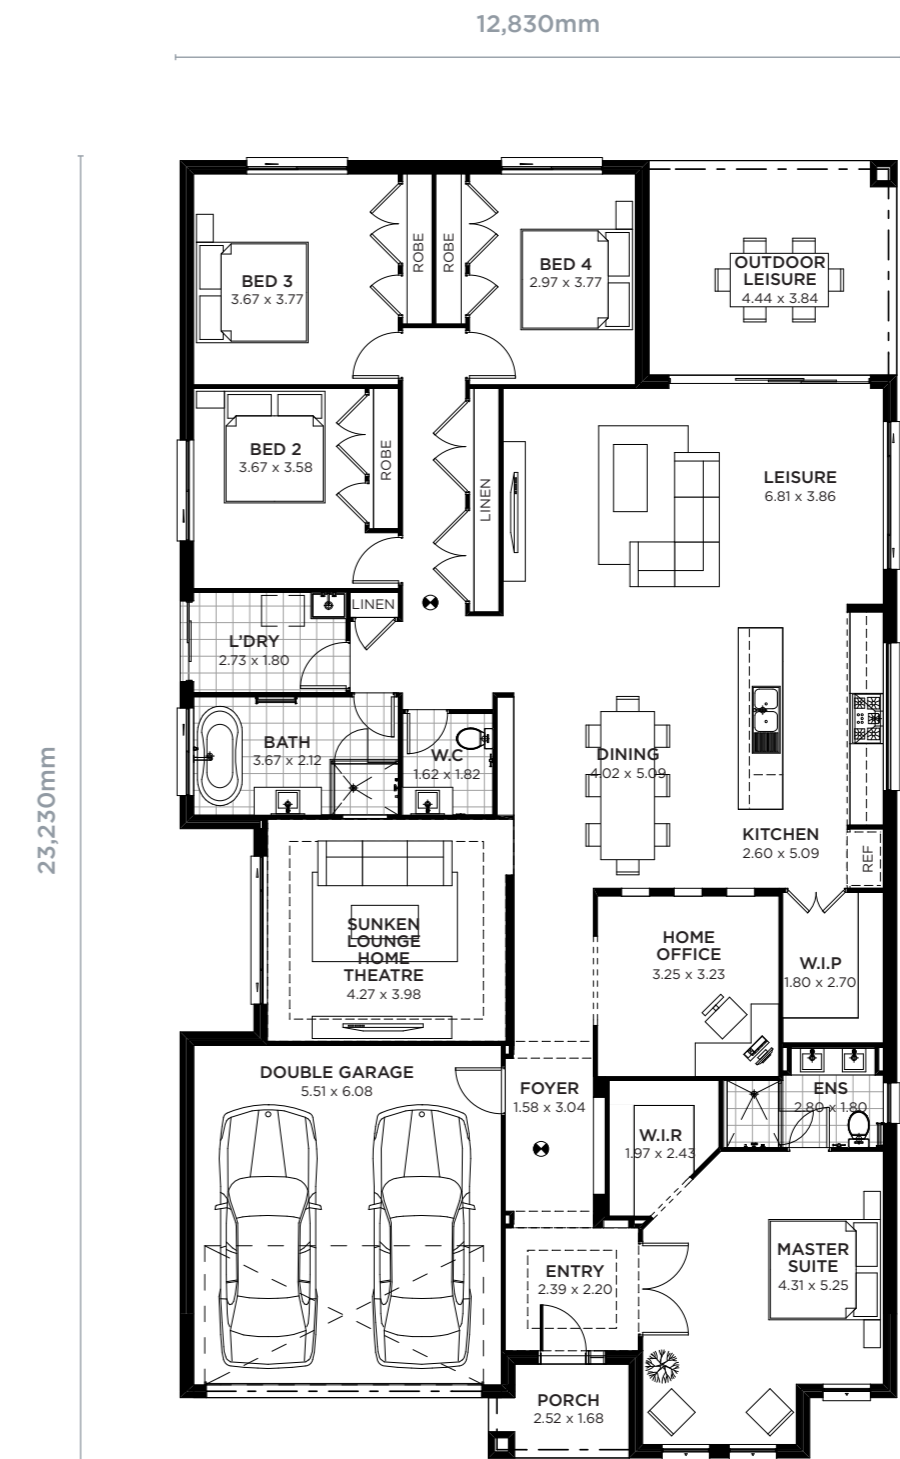 12,830mm
23,230mm
BED 3
3.67 x 3.77
ROBE
ROBE
BED 4
2.97 x 3.77
OUTDOOR
LEISURE
4.44 x 3.84
BED 2
3.67 x 3.58
ROBE
LINEN
LEISURE
6.81 x 3.86
LINEN
L'DRY
2.73 x 1.80
BATH
3.67 x 2.12
W.C
1.62 x 1.82
DINING
4.02 x 5.09
KITCHEN
2.60 x 5.09
REF
SUNKEN
LOUNGE
HOME
THEATRE
4.27 x 3.98
HOME
OFFICE
3.25 x 3.23
W.I.P
1.80 x 2.70
DOUBLE GARAGE
5.51 x 6.08
FOYER
1.58 x 3.04
W.I.R
1.97 x 2.43
ENS
2.80 x 1.80
ENTRY
2.39 x 2.20
MASTER
SUITE
4.31 x 5.25
PORCH
2.52 x 1.68